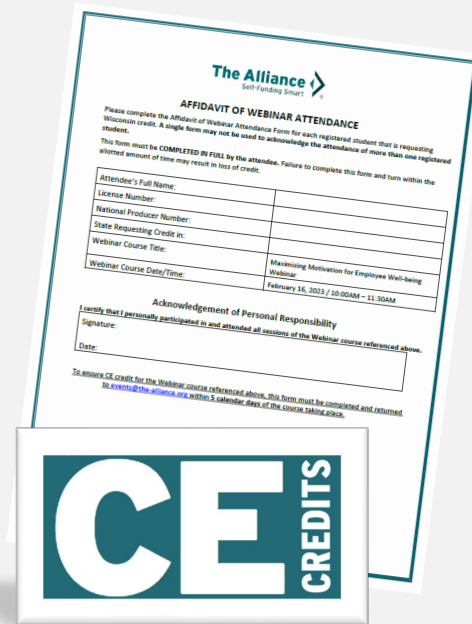 The Alliance
Self-Funding Smart
AFFIDAVIT OF WEBINAR ATTENDANCE
Please complete the Affidavit of Webinar Attendance Form for each registered student that is requesting
Wisconsin credit. A single form may not be used to acknowledge the attendance of more than one registered
student.
This form must be COMPLETED IN FULL by the attendee. Failure to complete this form and turn within the
allotted amount of time may result in loss of credit.
Attendee's Full Name:
License Number:
National Producer Number:
State Requesting Credit in:
Webinar Course Title:
Maximizing Motivation for Employee Well-being
Webinar
Webinar Course Date/Time:
February 16, 2023 / 10:00AM – 11:30AM
Acknowledgement of Personal Responsibility
I certify that I personally participated in and attended all sessions of the Webinar course referenced above.
Signature:
Date:
To ensure CE credit for the Webinar course referenced above, this form must be completed and returned
to events@the-alliance.org within 5 calendar days of the course taking place.
CE
CREDITS